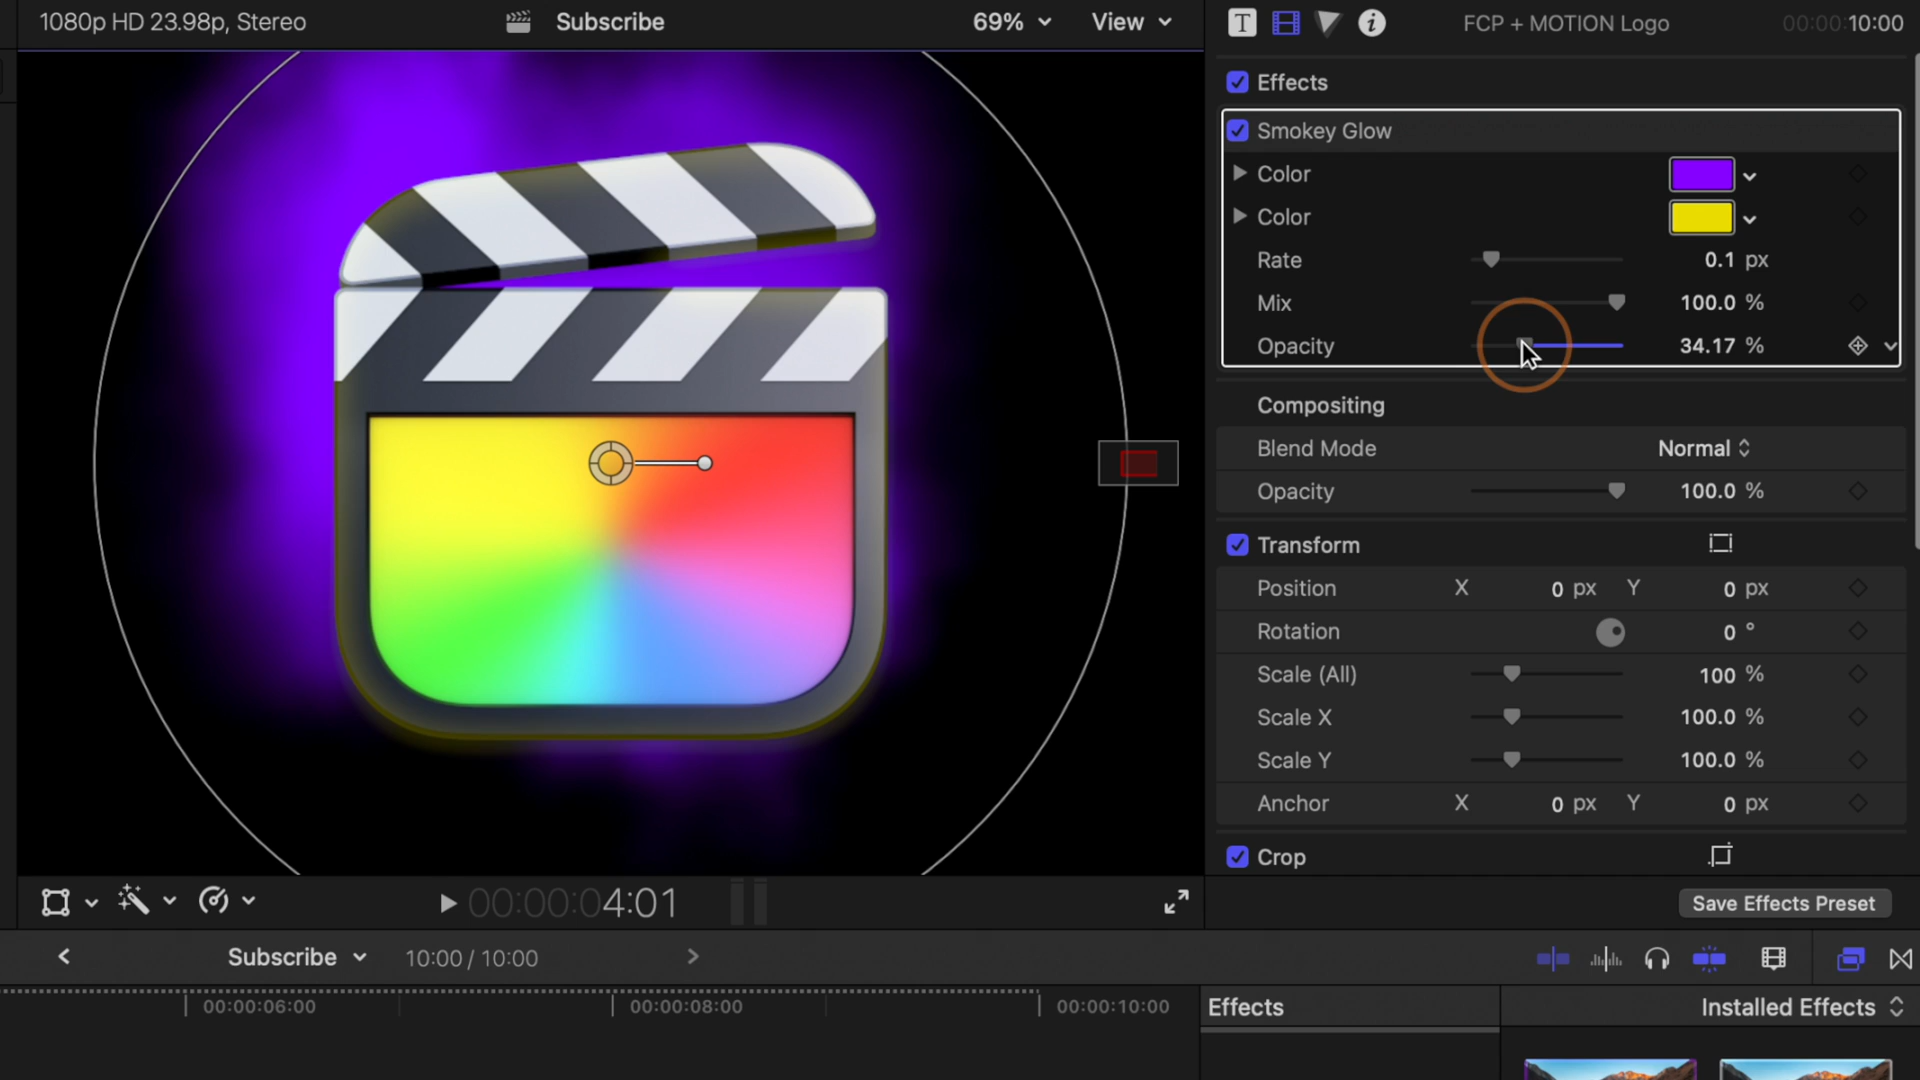 1080p HD 23.98p, Stereo
Subscribe
69%
View
T
i
FCP + MOTION Logo
00:00:10:00
Effects
Smokey Glow
Color
Color
Rate 0.1 px
Mix 100.0 %
Opacity 34.17 %
Compositing
Blend Mode Normal
Opacity 100.0 %
Transform
Position X 0 px Y 0 px
Rotation 0 °
Scale (All) 100 %
Scale X 100.0 %
Scale Y 100.0 %
Anchor X 0 px Y 0 px
Crop
00:00:04:01
Save Effects Preset
Subscribe
10:00 / 10:00
00:00:06:00
00:00:08:00
00:00:10:00
Effects
Installed Effects